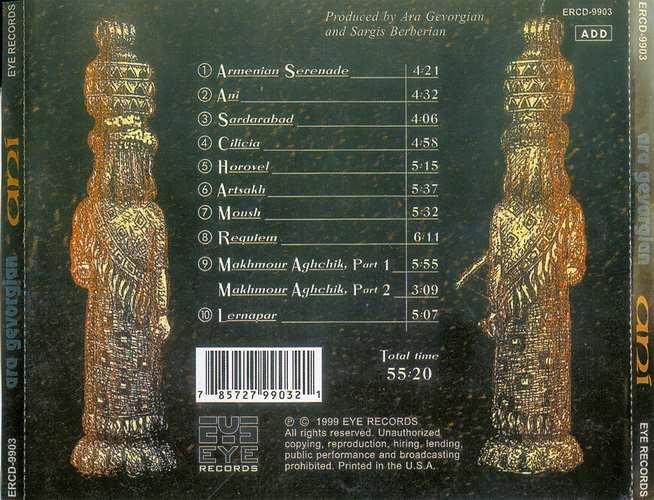 Produced by Ara Gevorgian
and Sargis Berberian
ERCD-9903
ADD
1 Armenian Serenade 4:21
2 Ani 4:32
3 Sardarabad 4:06
4 Cilicia 4:58
5 Horovel 5:15
6 Artsakh 5:37
7 Moush 5:32
8 Requiem 6:11
9 Makhmour Aghchik, Part 1 5:55
Makhmour Aghchik, Part 2 3:09
10 Lernapar 5:07
Total time
55:20
7 85727 99032 1
EYE
RECORDS
℗ © 1999 EYE RECORDS
All rights reserved. Unauthorized
copying, reproduction, hiring, lending,
public performance and broadcasting
prohibited. Printed in the U.S.A.
ERCD-9903 ara gevorgian ani EYE RECORDS
ERCD-9903 ara gevorgian ani EYE RECORDS